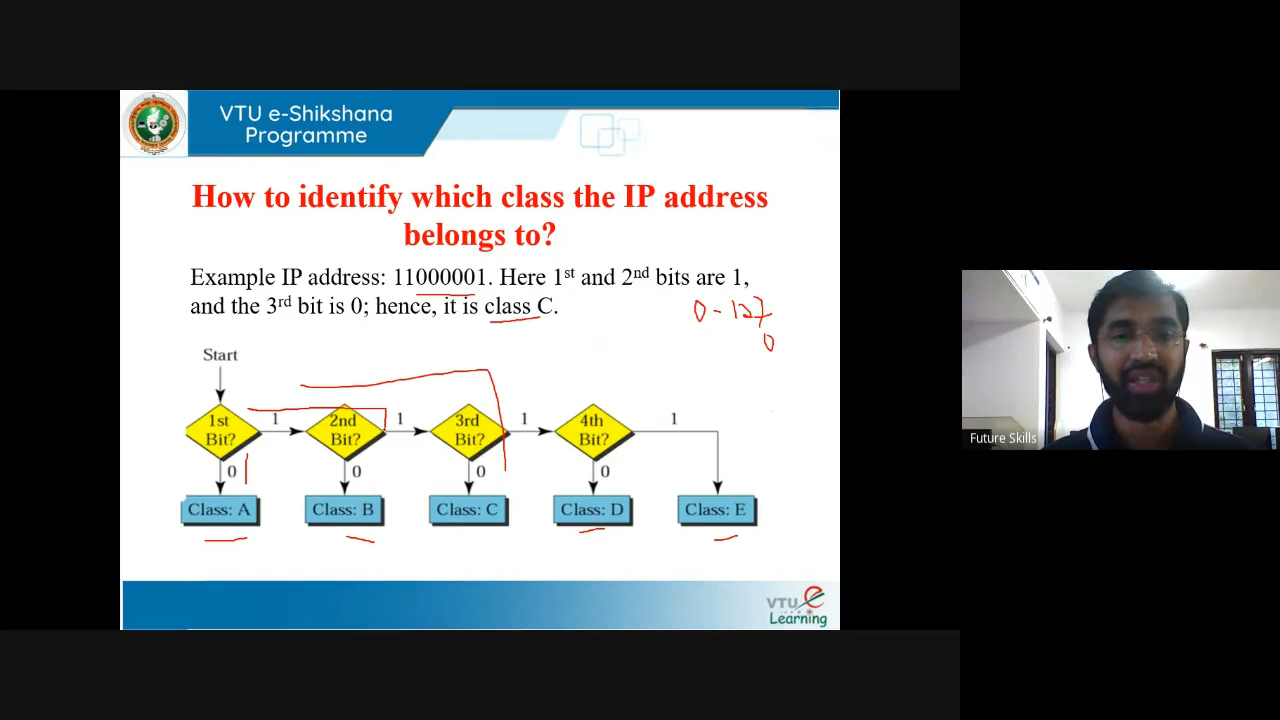 VTU e-Shikshana
Programme
How to identify which class the IP address
belongs to?
Example IP address: 11000001. Here 1st and 2nd bits are 1,
and the 3rd bit is 0; hence, it is class C.
0 - 127
0
Start
1st
Bit?
1
2nd
Bit?
1
3rd
Bit?
1
4th
Bit?
1
0
0
0
0
Class: A
Class: B
Class: C
Class: D
Class: E
VTU e
Learning
Future Skills